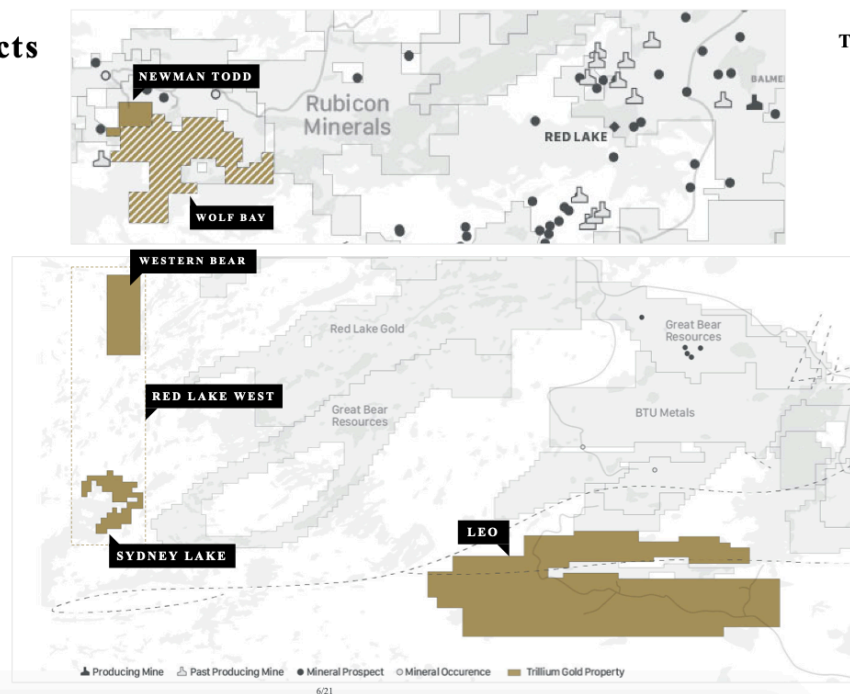 cts
T
NEWMAN TODD
Rubicon
Minerals
BALME
RED LAKE
WOLF BAY
WESTERN BEAR
Red Lake Gold
Great Bear
Resources
RED LAKE WEST
Great Bear
Resources
BTU Metals
LEO
SYDNEY LAKE
Producing Mine
Past Producing Mine
Mineral Prospect
Mineral Occurence
Trillium Gold Property
6/21